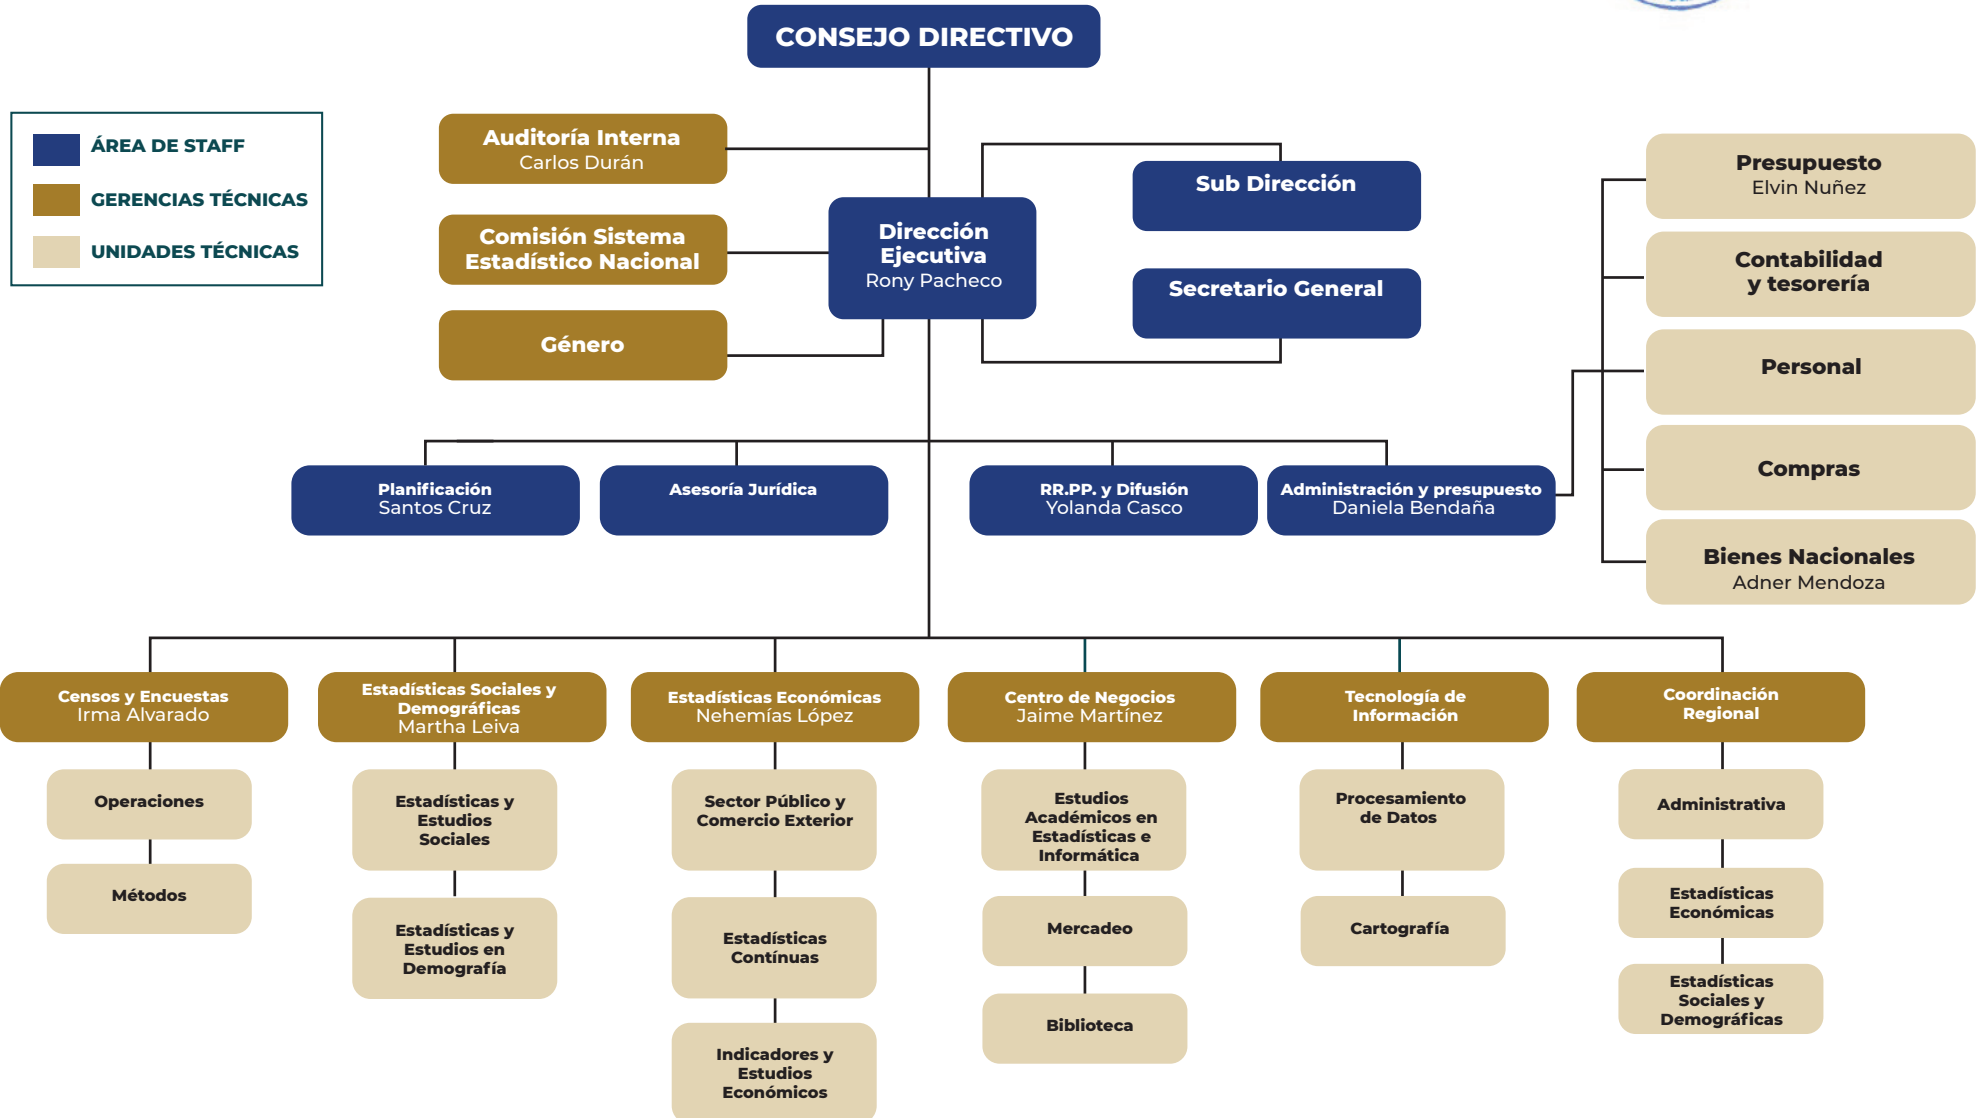 CONSEJO DIRECTIVO
ÁREA DE STAFF
GERENCIAS TÉCNICAS
UNIDADES TÉCNICAS
Auditoría Interna
Carlos Durán
Comisión Sistema
Estadístico Nacional
Género
Dirección
Ejecutiva
Rony Pacheco
Sub Dirección
Secretario General
Presupuesto
Elvin Nuñez
Contabilidad
y tesorería
Personal
Compras
Bienes Nacionales
Adner Mendoza
Planificación
Santos Cruz
Asesoría Jurídica
RR.PP. y Difusión
Yolanda Casco
Administración y presupuesto
Daniela Bendaña
Censos y Encuestas
Irma Alvarado
Operaciones
Métodos
Estadísticas Sociales y
Demográficas
Martha Leiva
Estadísticas y
Estudios
Sociales
Estadísticas y
Estudios en
Demografía
Estadísticas Económicas
Nehemías López
Sector Público y
Comercio Exterior
Estadísticas
Contínuas
Indicadores y
Estudios
Económicos
Centro de Negocios
Jaime Martínez
Estudios
Académicos en
Estadísticas e
Informática
Mercadeo
Biblioteca
Tecnología de
Información
Procesamiento
de Datos
Cartografía
Coordinación
Regional
Administrativa
Estadísticas
Económicas
Estadísticas
Sociales y
Demográficas